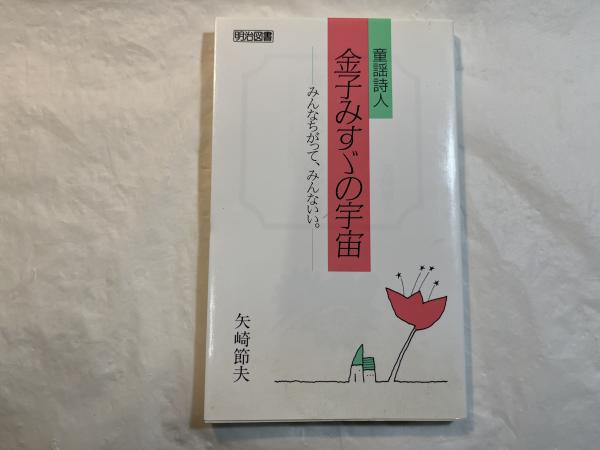 明治図書
童謡詩人
金子みすゞの宇宙
みんなちがって、みんないい。
矢崎節夫